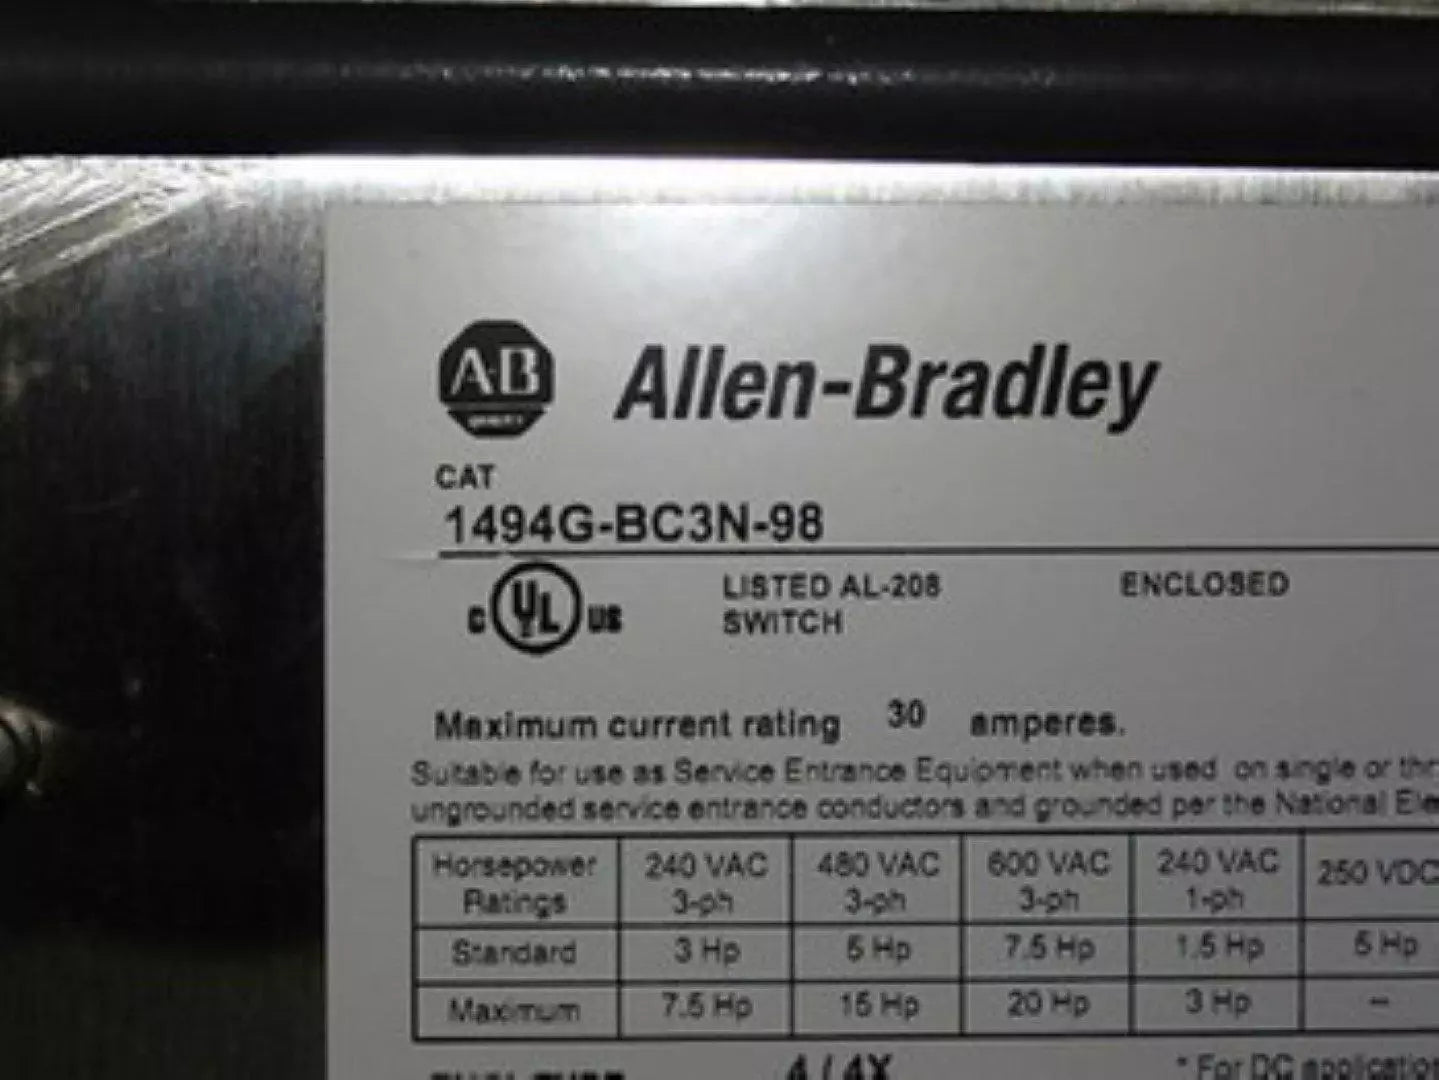 A-B
QUALITY
Allen-Bradley
CAT
1494G-BC3N-98
C UL US
LISTED AL-208 ENCLOSED
SWITCH
Maximum current rating 30 amperes.
Suitable for use as Service Entrance Equipment when used on single or thr
ungrounded service entrance conductors and grounded per the National Ele
Horsepower Ratings 240 VAC 3-ph 480 VAC 3-ph 600 VAC 3-ph 240 VAC 1-ph 250 VDC
Standard 3 Hp 5 Hp 7.5 Hp 1.5 Hp 5 Hp
Maximum 7.5 Hp 15 Hp 20 Hp 3 Hp --
4 / 4X * For DC application